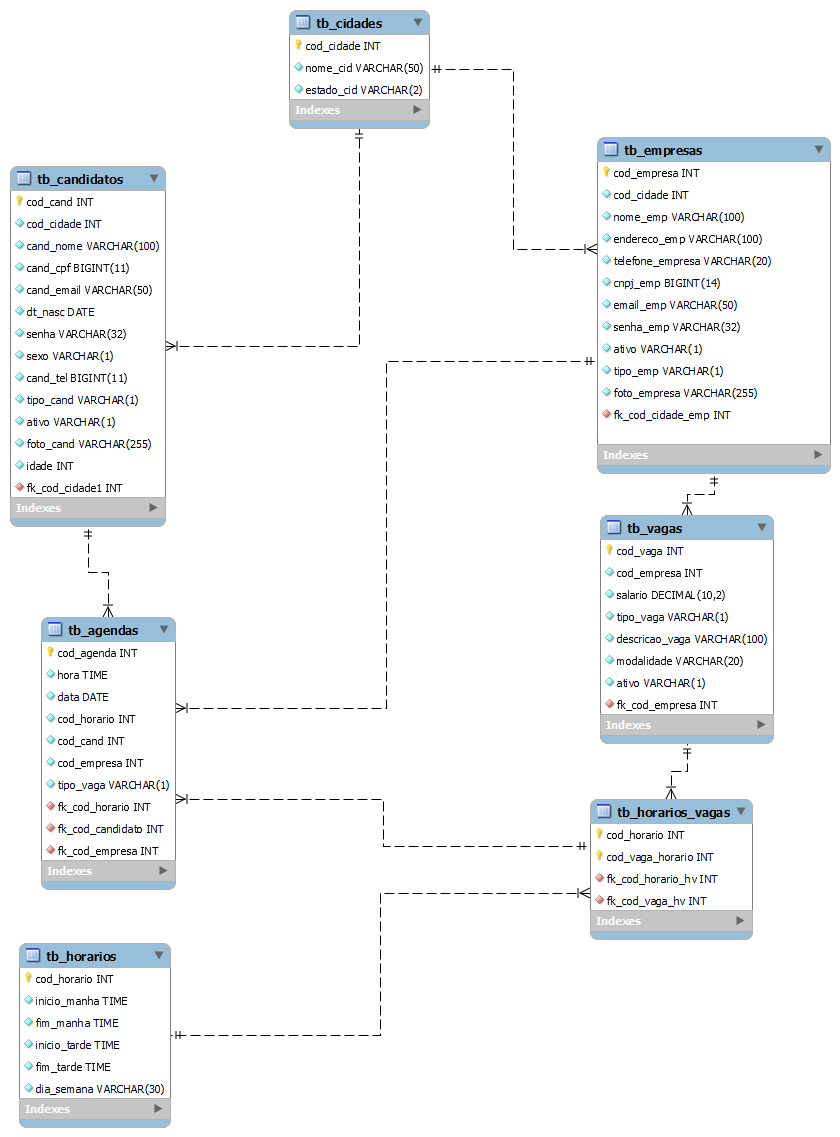 tb_cidades
cod_cidade INT
nome_cid VARCHAR(50)
estado_cid VARCHAR(2)
Indexes
tb_empresas
cod_empresa INT
cod_cidade INT
nome_emp VARCHAR(100)
endereco_emp VARCHAR(100)
telefone_empresa VARCHAR(20)
cnpj_emp BIGINT(14)
email_emp VARCHAR(50)
senha_emp VARCHAR(32)
ativo VARCHAR(1)
tipo_emp VARCHAR(1)
foto_empresa VARCHAR(255)
fk_cod_cidade_emp INT
Indexes
tb_candidatos
cod_cand INT
cod_cidade INT
cand_nome VARCHAR(100)
cand_cpf BIGINT(11)
cand_email VARCHAR(50)
dt_nasc DATE
senha VARCHAR(32)
sexo VARCHAR(1)
cand_tel BIGINT(11)
tipo_cand VARCHAR(1)
ativo VARCHAR(1)
foto_cand VARCHAR(255)
idade INT
fk_cod_cidade1 INT
Indexes
tb_vagas
cod_vaga INT
cod_empresa INT
salario DECIMAL(10,2)
tipo_vaga VARCHAR(1)
descricao_vaga VARCHAR(100)
modalidade VARCHAR(20)
ativo VARCHAR(1)
fk_cod_empresa INT
Indexes
tb_agendas
cod_agenda INT
hora TIME
data DATE
cod_horario INT
cod_cand INT
cod_empresa INT
tipo_vaga VARCHAR(1)
fk_cod_horario INT
fk_cod_candidato INT
fk_cod_empresa INT
Indexes
tb_horarios_vagas
cod_horario INT
cod_vaga_horario INT
fk_cod_horario_hv INT
fk_cod_vaga_hv INT
Indexes
tb_horarios
cod_horario INT
inicio_manha TIME
fim_manha TIME
inicio_tarde TIME
fim_tarde TIME
dia_semana VARCHAR(30)
Indexes